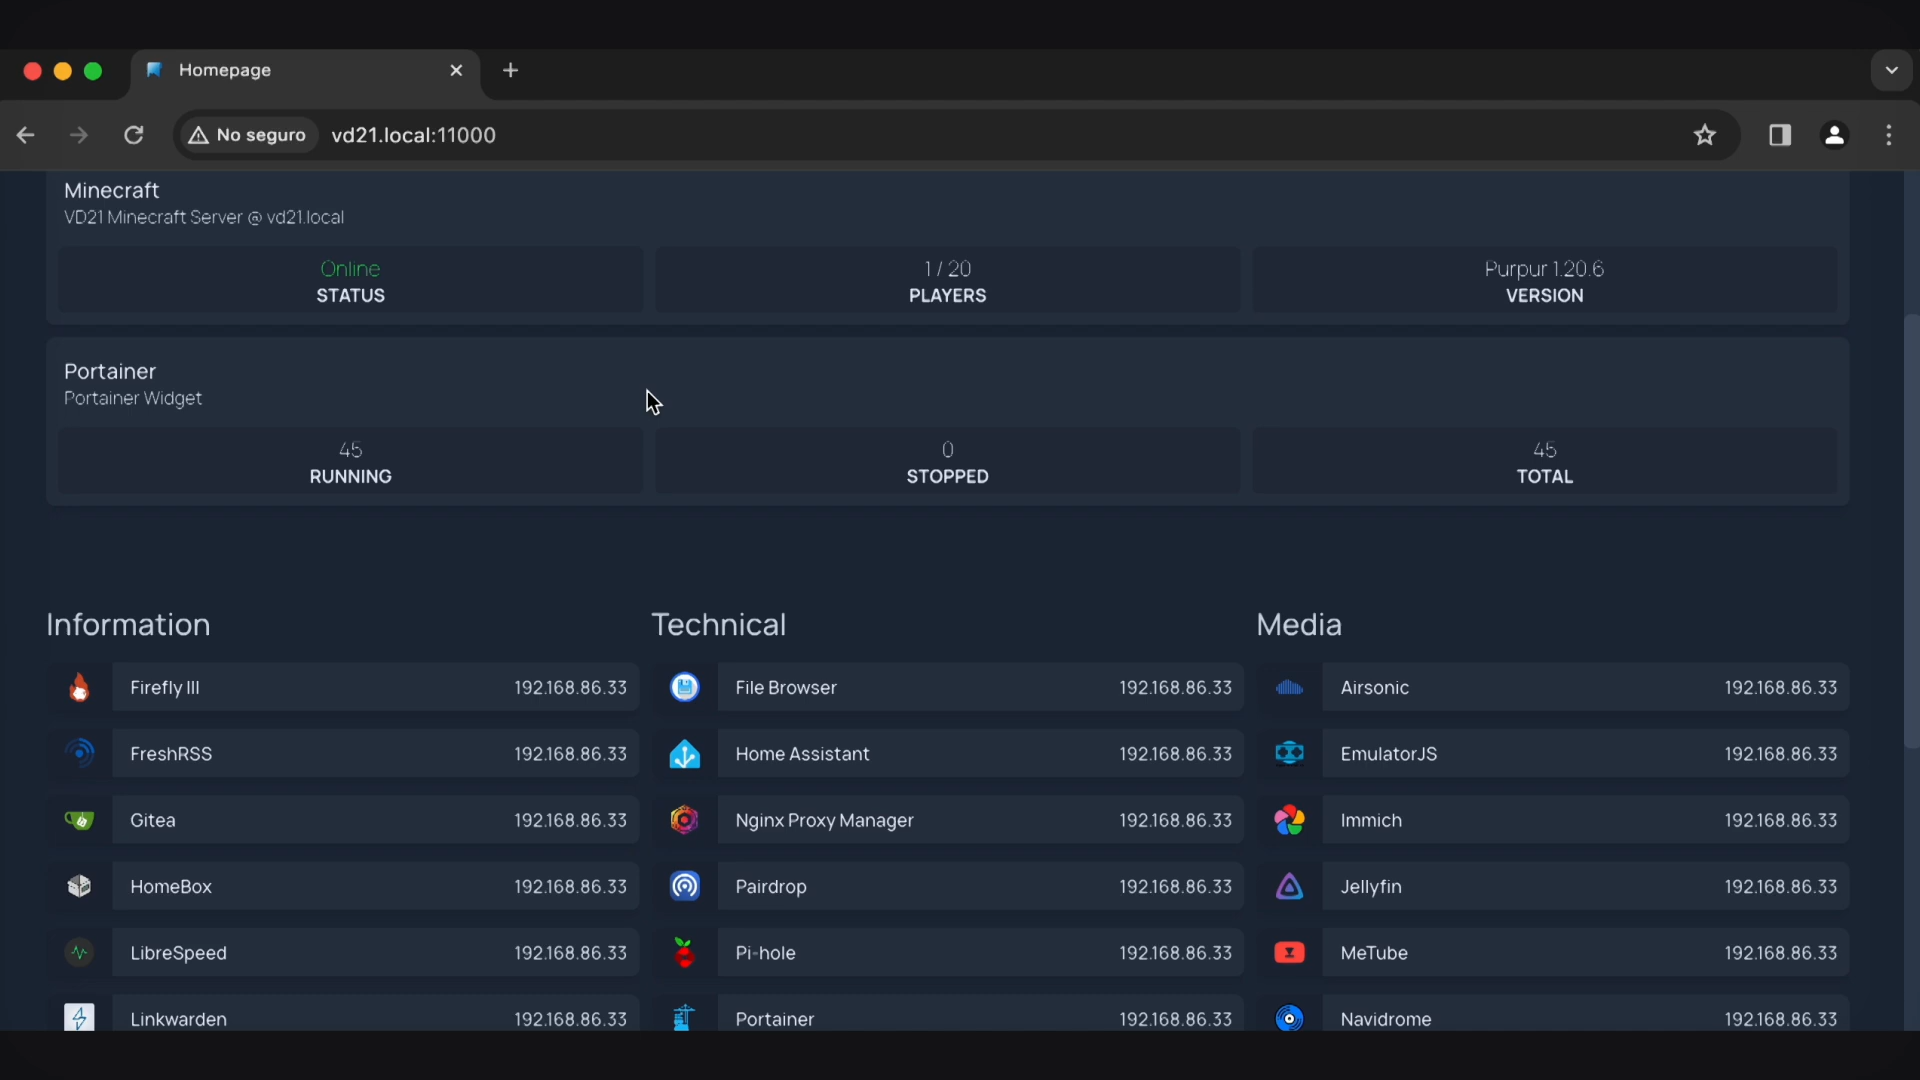 Homepage
No seguro
vd21.local:11000
Minecraft
VD21 Minecraft Server @ vd21.local
Online
STATUS
1 / 20
PLAYERS
Purpur 1.20.6
VERSION
Portainer
Portainer Widget
45
RUNNING
0
STOPPED
45
TOTAL
Information
Technical
Media
Firefly III 192.168.86.33
File Browser 192.168.86.33
Airsonic 192.168.86.33
FreshRSS 192.168.86.33
Home Assistant 192.168.86.33
EmulatorJS 192.168.86.33
Gitea 192.168.86.33
Nginx Proxy Manager 192.168.86.33
Immich 192.168.86.33
HomeBox 192.168.86.33
Pairdrop 192.168.86.33
Jellyfin 192.168.86.33
LibreSpeed 192.168.86.33
Pi-hole 192.168.86.33
MeTube 192.168.86.33
Linkwarden 192.168.86.33
Portainer 192.168.86.33
Navidrome 192.168.86.33